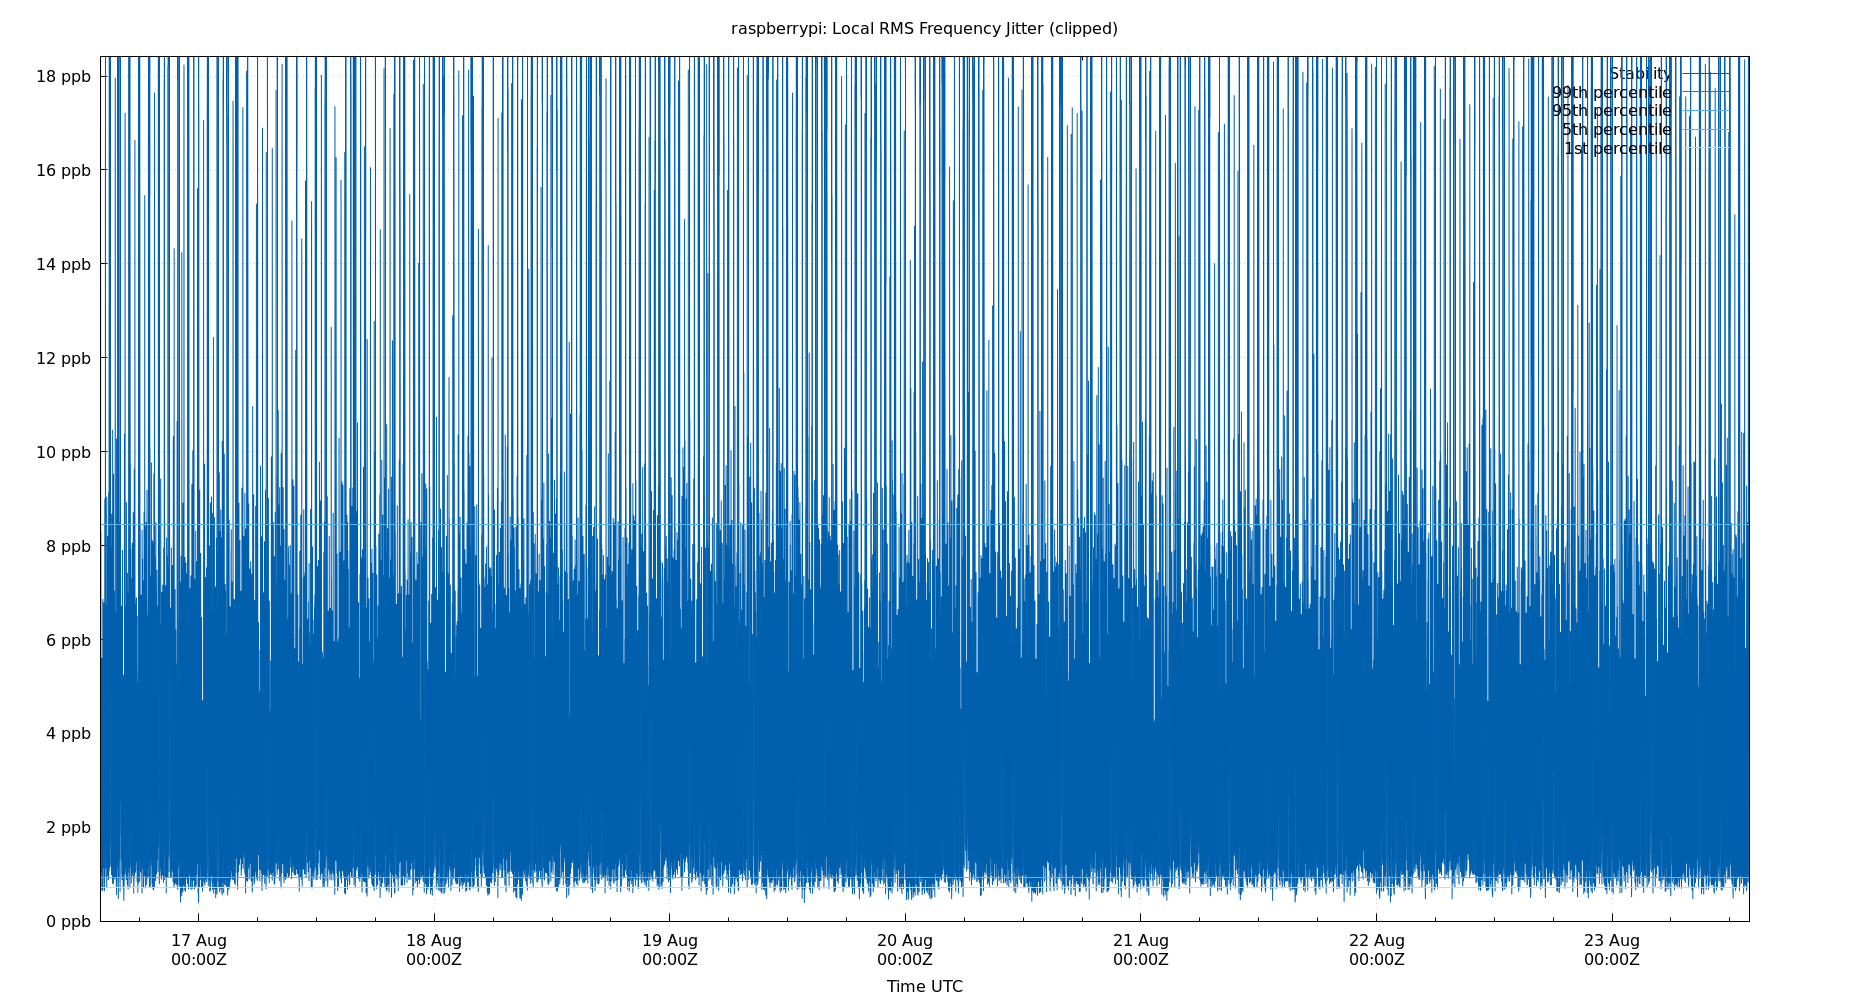 raspberrypi: Local RMS Frequency Jitter (clipped)
18 ppb
16 ppb
14 ppb
12 ppb
10 ppb
8 ppb
6 ppb
4 ppb
2 ppb
0 ppb
Stability
99th percentile
95th percentile
5th percentile
1st percentile
17 Aug
00:00Z
18 Aug
00:00Z
19 Aug
00:00Z
20 Aug
00:00Z
21 Aug
00:00Z
22 Aug
00:00Z
23 Aug
00:00Z
Time UTC